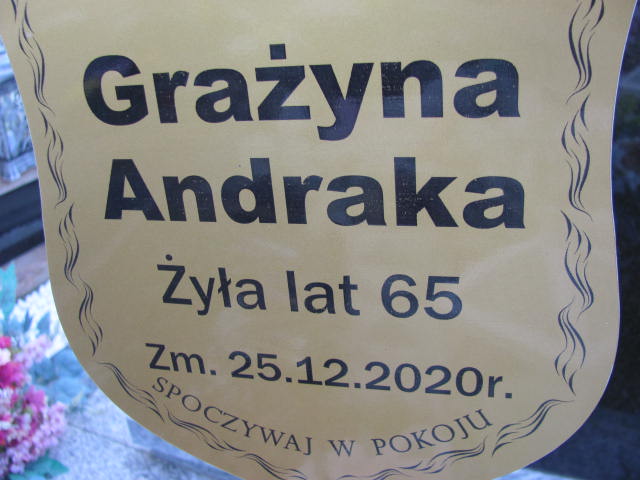 Grażyna
Andraka
Żyła lat 65
Zm. 25.12.2020r.
SPOCZYWAJ W POKOJU